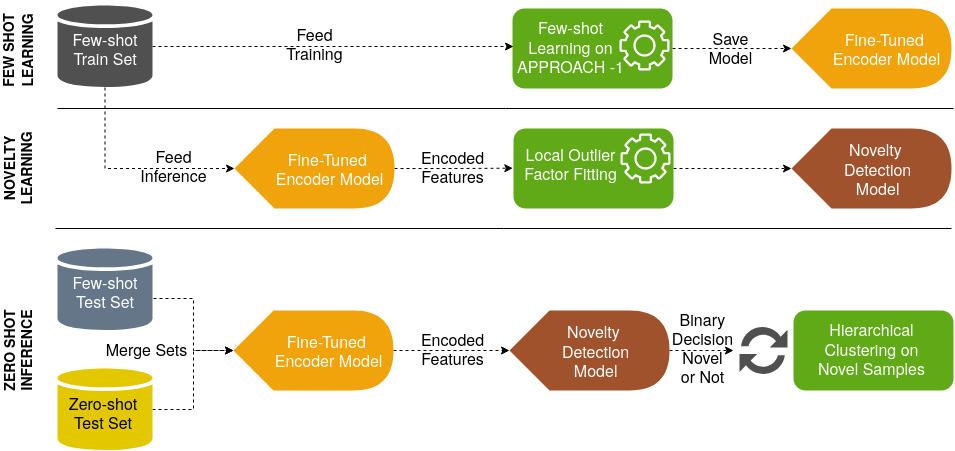 FEW SHOT
LEARNING
Few-shot
Train Set
Feed
Training
Few-shot
Learning on
APPROACH -1
Save
Model
Fine-Tuned
Encoder Model
NOVELTY
LEARNING
Feed
Inference
Fine-Tuned
Encoder Model
Encoded
Features
Local Outlier
Factor Fitting
Novelty
Detection
Model
ZERO SHOT
INFERENCE
Few-shot
Test Set
Merge Sets
Zero-shot
Test Set
Fine-Tuned
Encoder Model
Encoded
Features
Novelty
Detection
Model
Binary
Decision
Novel
or Not
Hierarchical
Clustering on
Novel Samples